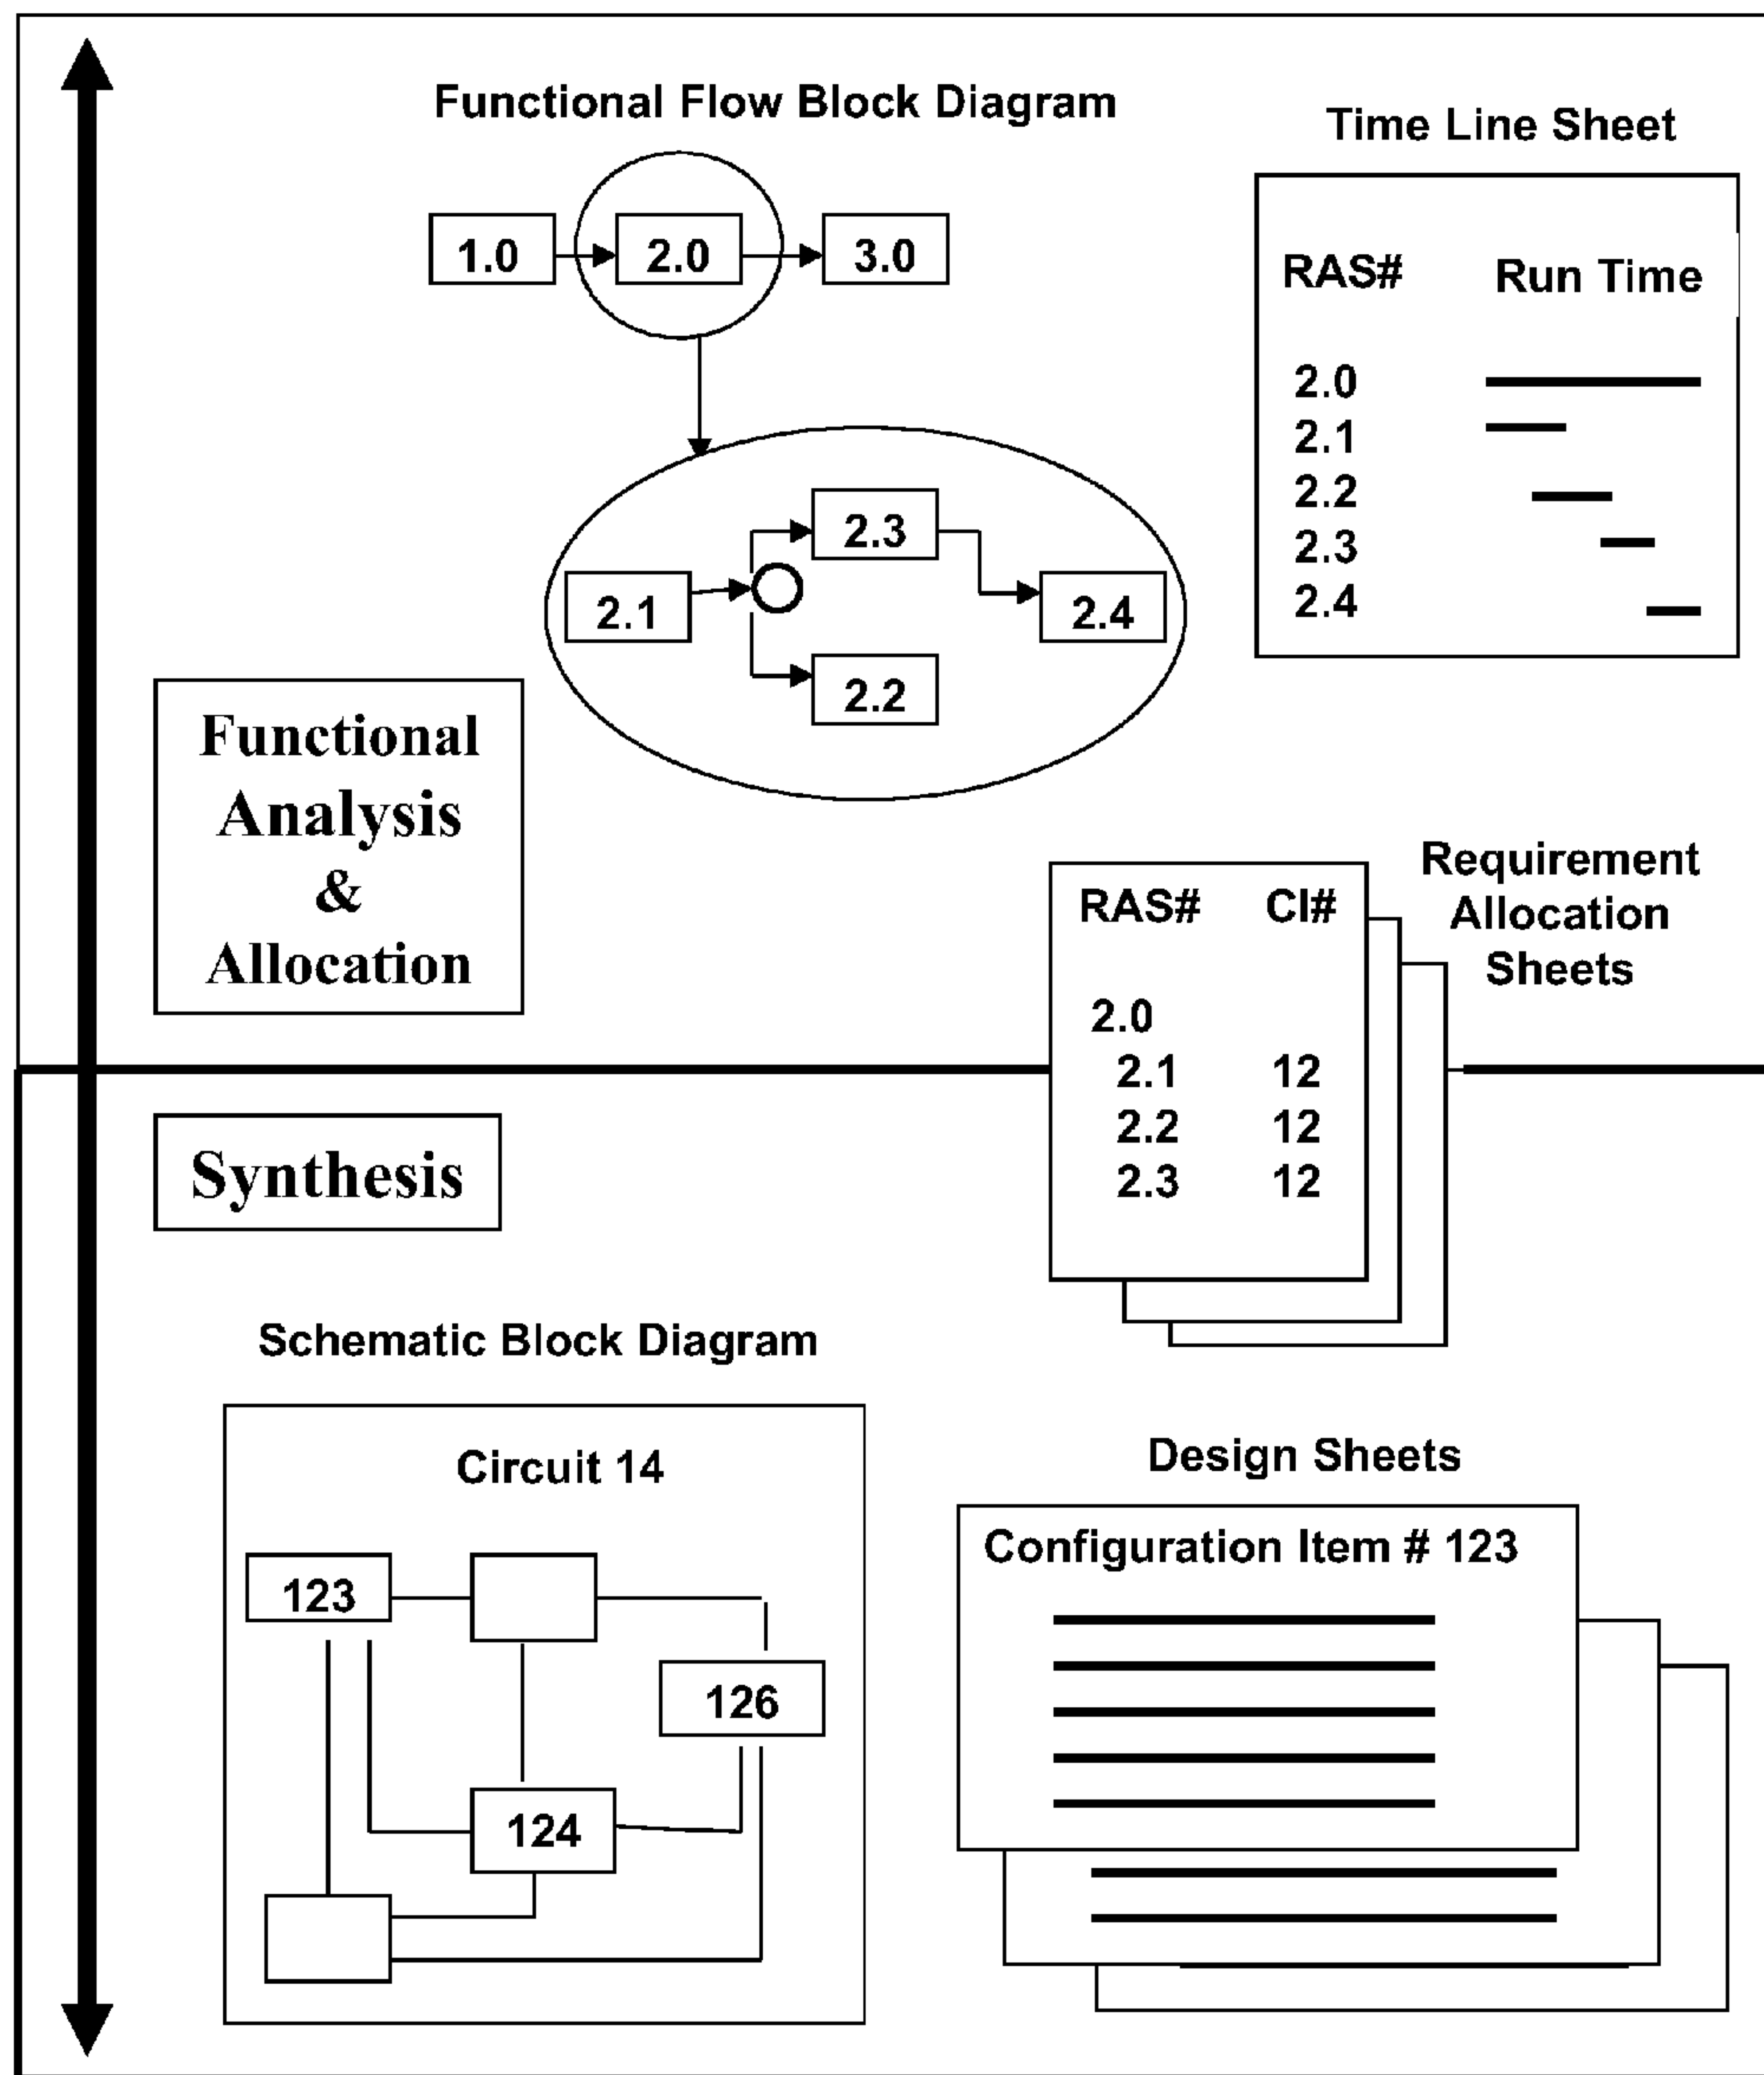 Functional Flow Block Diagram
1.0
2.0
3.0
2.1
2.3
2.2
2.4
Time Line Sheet
RAS# Run Time
2.0
2.1
2.2
2.3
2.4
Functional
Analysis
&
Allocation
Requirement
Allocation
Sheets
RAS# CI#
2.0
2.1 12
2.2 12
2.3 12
Synthesis
Schematic Block Diagram
Circuit 14
123
126
124
Design Sheets
Configuration Item # 123